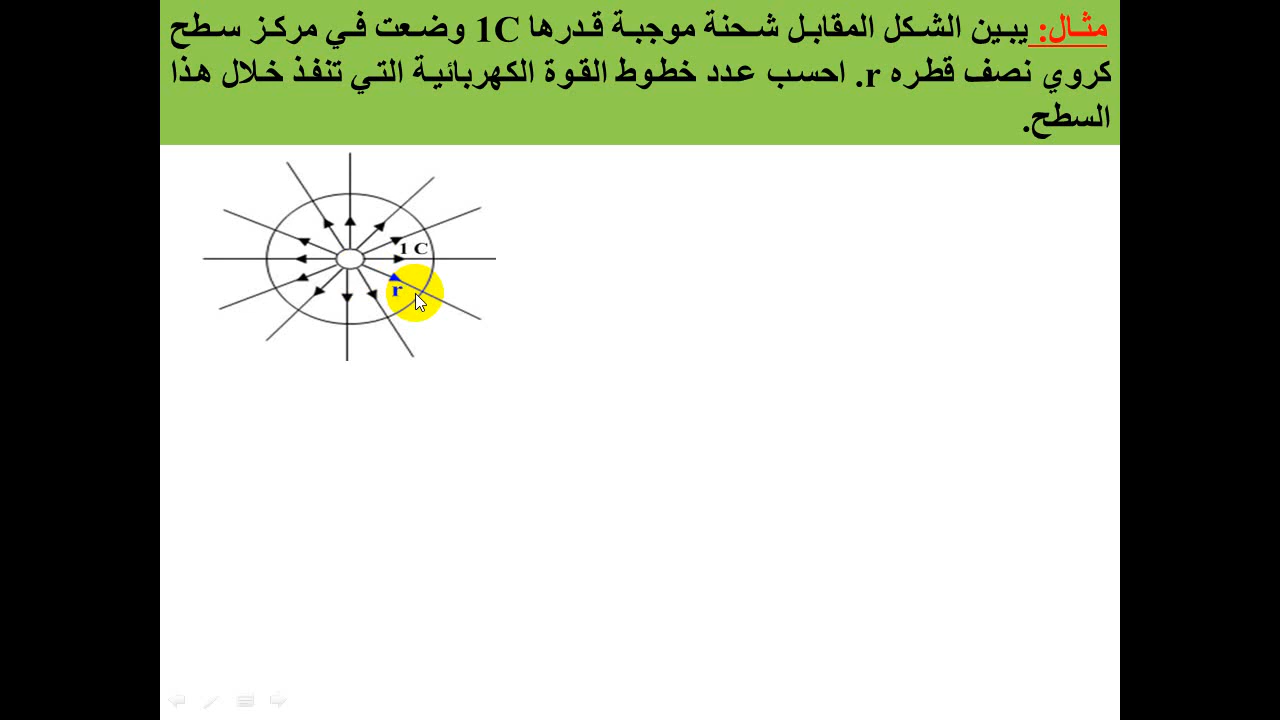 مثال: يبين الشكل المقابل شحنة موجبة قدرها 1C وضعت في مركز سطح
كروي نصف قطره r. احسب عدد خطوط القوة الكهربائية التي تنفذ خلال هذا
السطح.
1 C
r